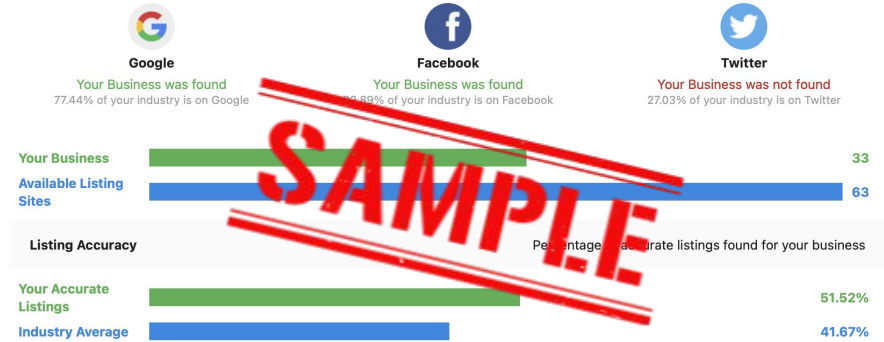 Google
Facebook
Twitter
Your Business was found
Your Business was found
Your Business was not found
77.44% of your industry is on Google
of your industry is on Facebook
27.03% of your industry is on Twitter
Your Business
33
Available Listing
Sites
63
SAMPLE
Listing Accuracy
Percentage accurate listings found for your business
Your Accurate
Listings
51.52%
Industry Average
41.67%